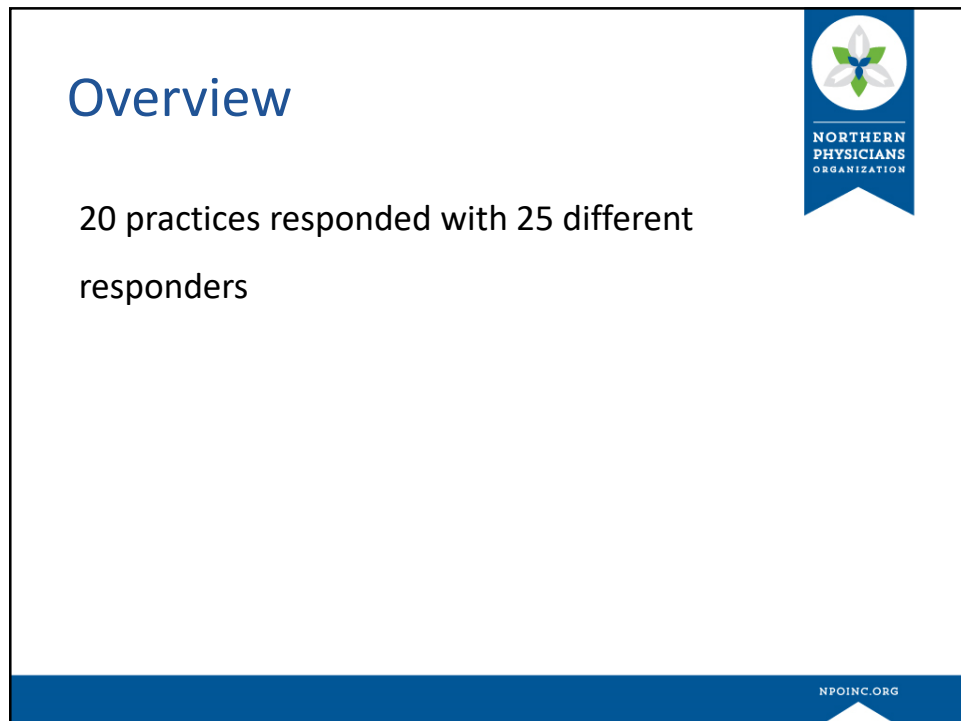 Overview
NORTHERN
PHYSICIANS
ORGANIZATION
20 practices responded with 25 different
responders
NPOINC.ORG